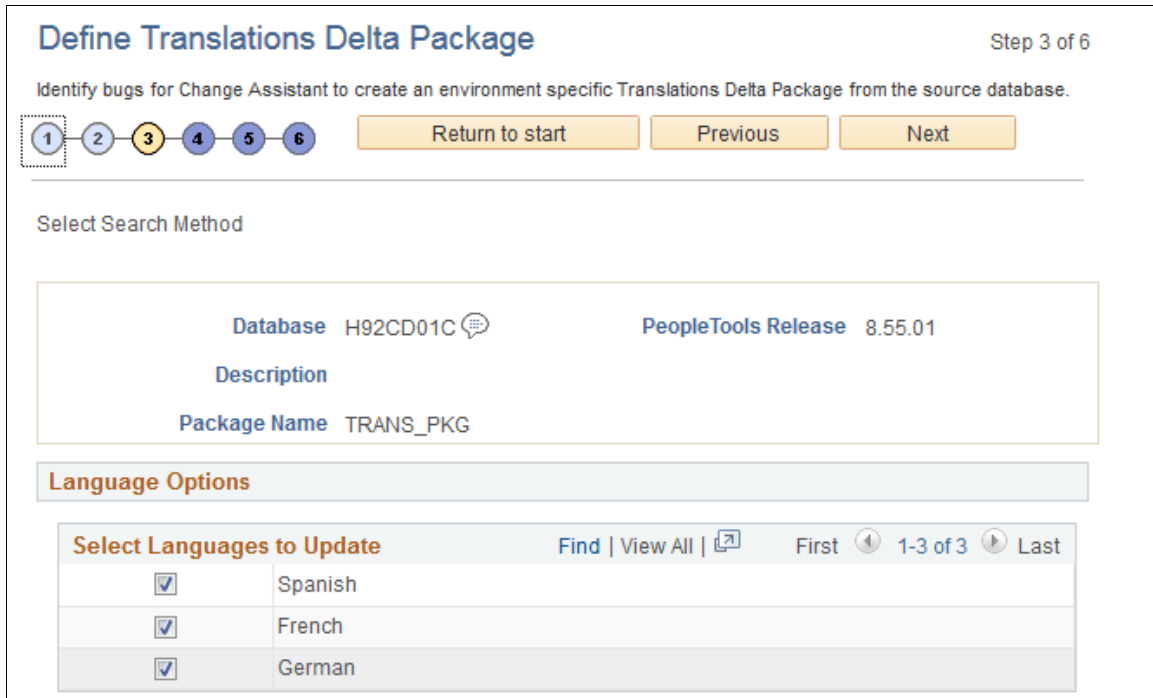 Define Translations Delta Package
Step 3 of 6
Identify bugs for Change Assistant to create an environment specific Translations Delta Package from the source database.
1 2 3 4 5 6 Return to start Previous Next
Select Search Method
Database H92CD01C PeopleTools Release 8.55.01
Description
Package Name TRANS_PKG
Language Options
Select Languages to Update Find | View All | First 1-3 of 3 Last
Spanish
French
German